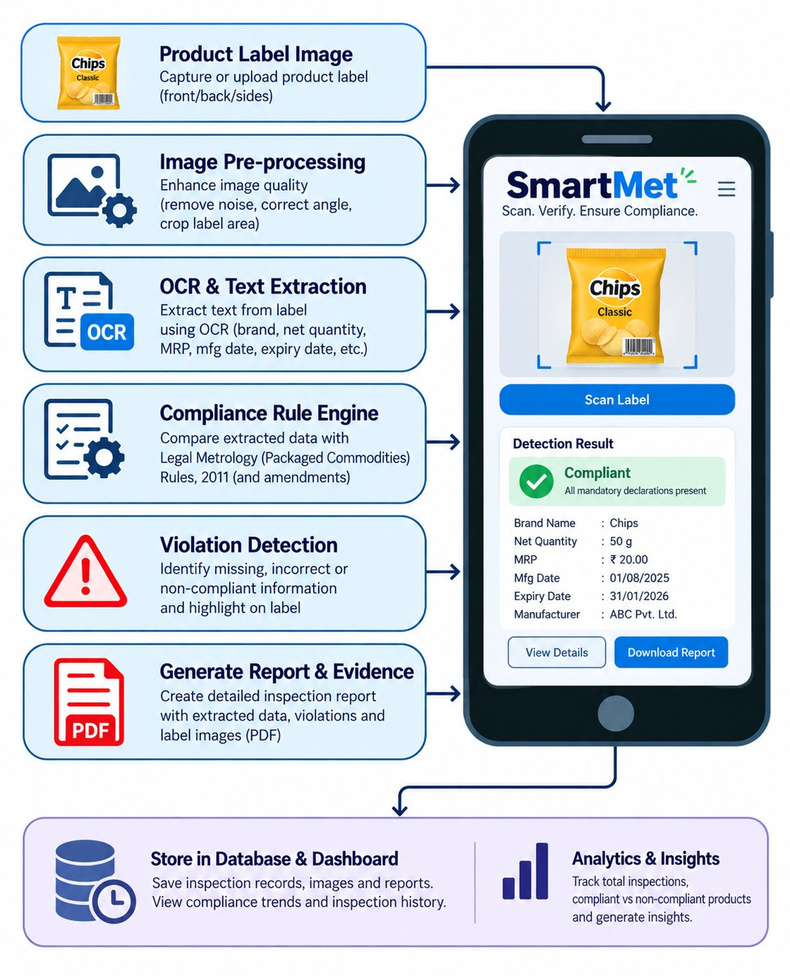 Chips
Classic
Product Label Image
Capture or upload product label
(front/back/sides)
Image Pre-processing
Enhance image quality
(remove noise, correct angle,
crop label area)
T
OCR
OCR & Text Extraction
Extract text from label
using OCR (brand, net quantity,
MRP, mfg date, expiry date, etc.)
Compliance Rule Engine
Compare extracted data with
Legal Metrology (Packaged Commodities)
Rules, 2011 (and amendments)
Violation Detection
Identify missing, incorrect or
non-compliant information
and highlight on label
PDF
Generate Report & Evidence
Create detailed inspection report
with extracted data, violations and
label images (PDF)
SmartMet
Scan. Verify. Ensure Compliance.
Chips
Classic
Scan Label
Detection Result
Compliant
All mandatory declarations present
Brand Name : Chips
Net Quantity : 50 g
MRP : ₹ 20.00
Mfg Date : 01/08/2025
Expiry Date : 31/01/2026
Manufacturer : ABC Pvt. Ltd.
View Details
Download Report
Store in Database & Dashboard
Save inspection records, images and reports.
View compliance trends and inspection history.
Analytics & Insights
Track total inspections,
compliant vs non-compliant products
and generate insights.